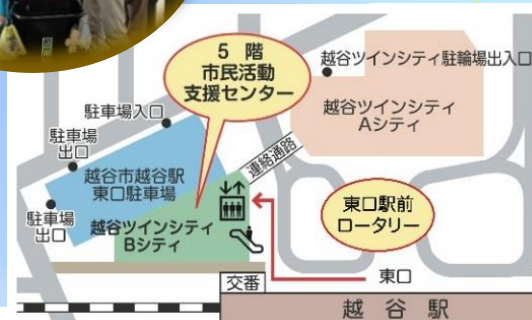 5 階
市民活動
支援センター
越谷ツインシティ駐輪場出入口
越谷ツインシティ
Aシティ
駐車場入口
駐車場
出口
越谷市越谷駅
東口駐車場
連絡通路
駐車場
出口
越谷ツインシティ
Bシティ
東口駅前
ロータリー
東口
交番
越谷駅